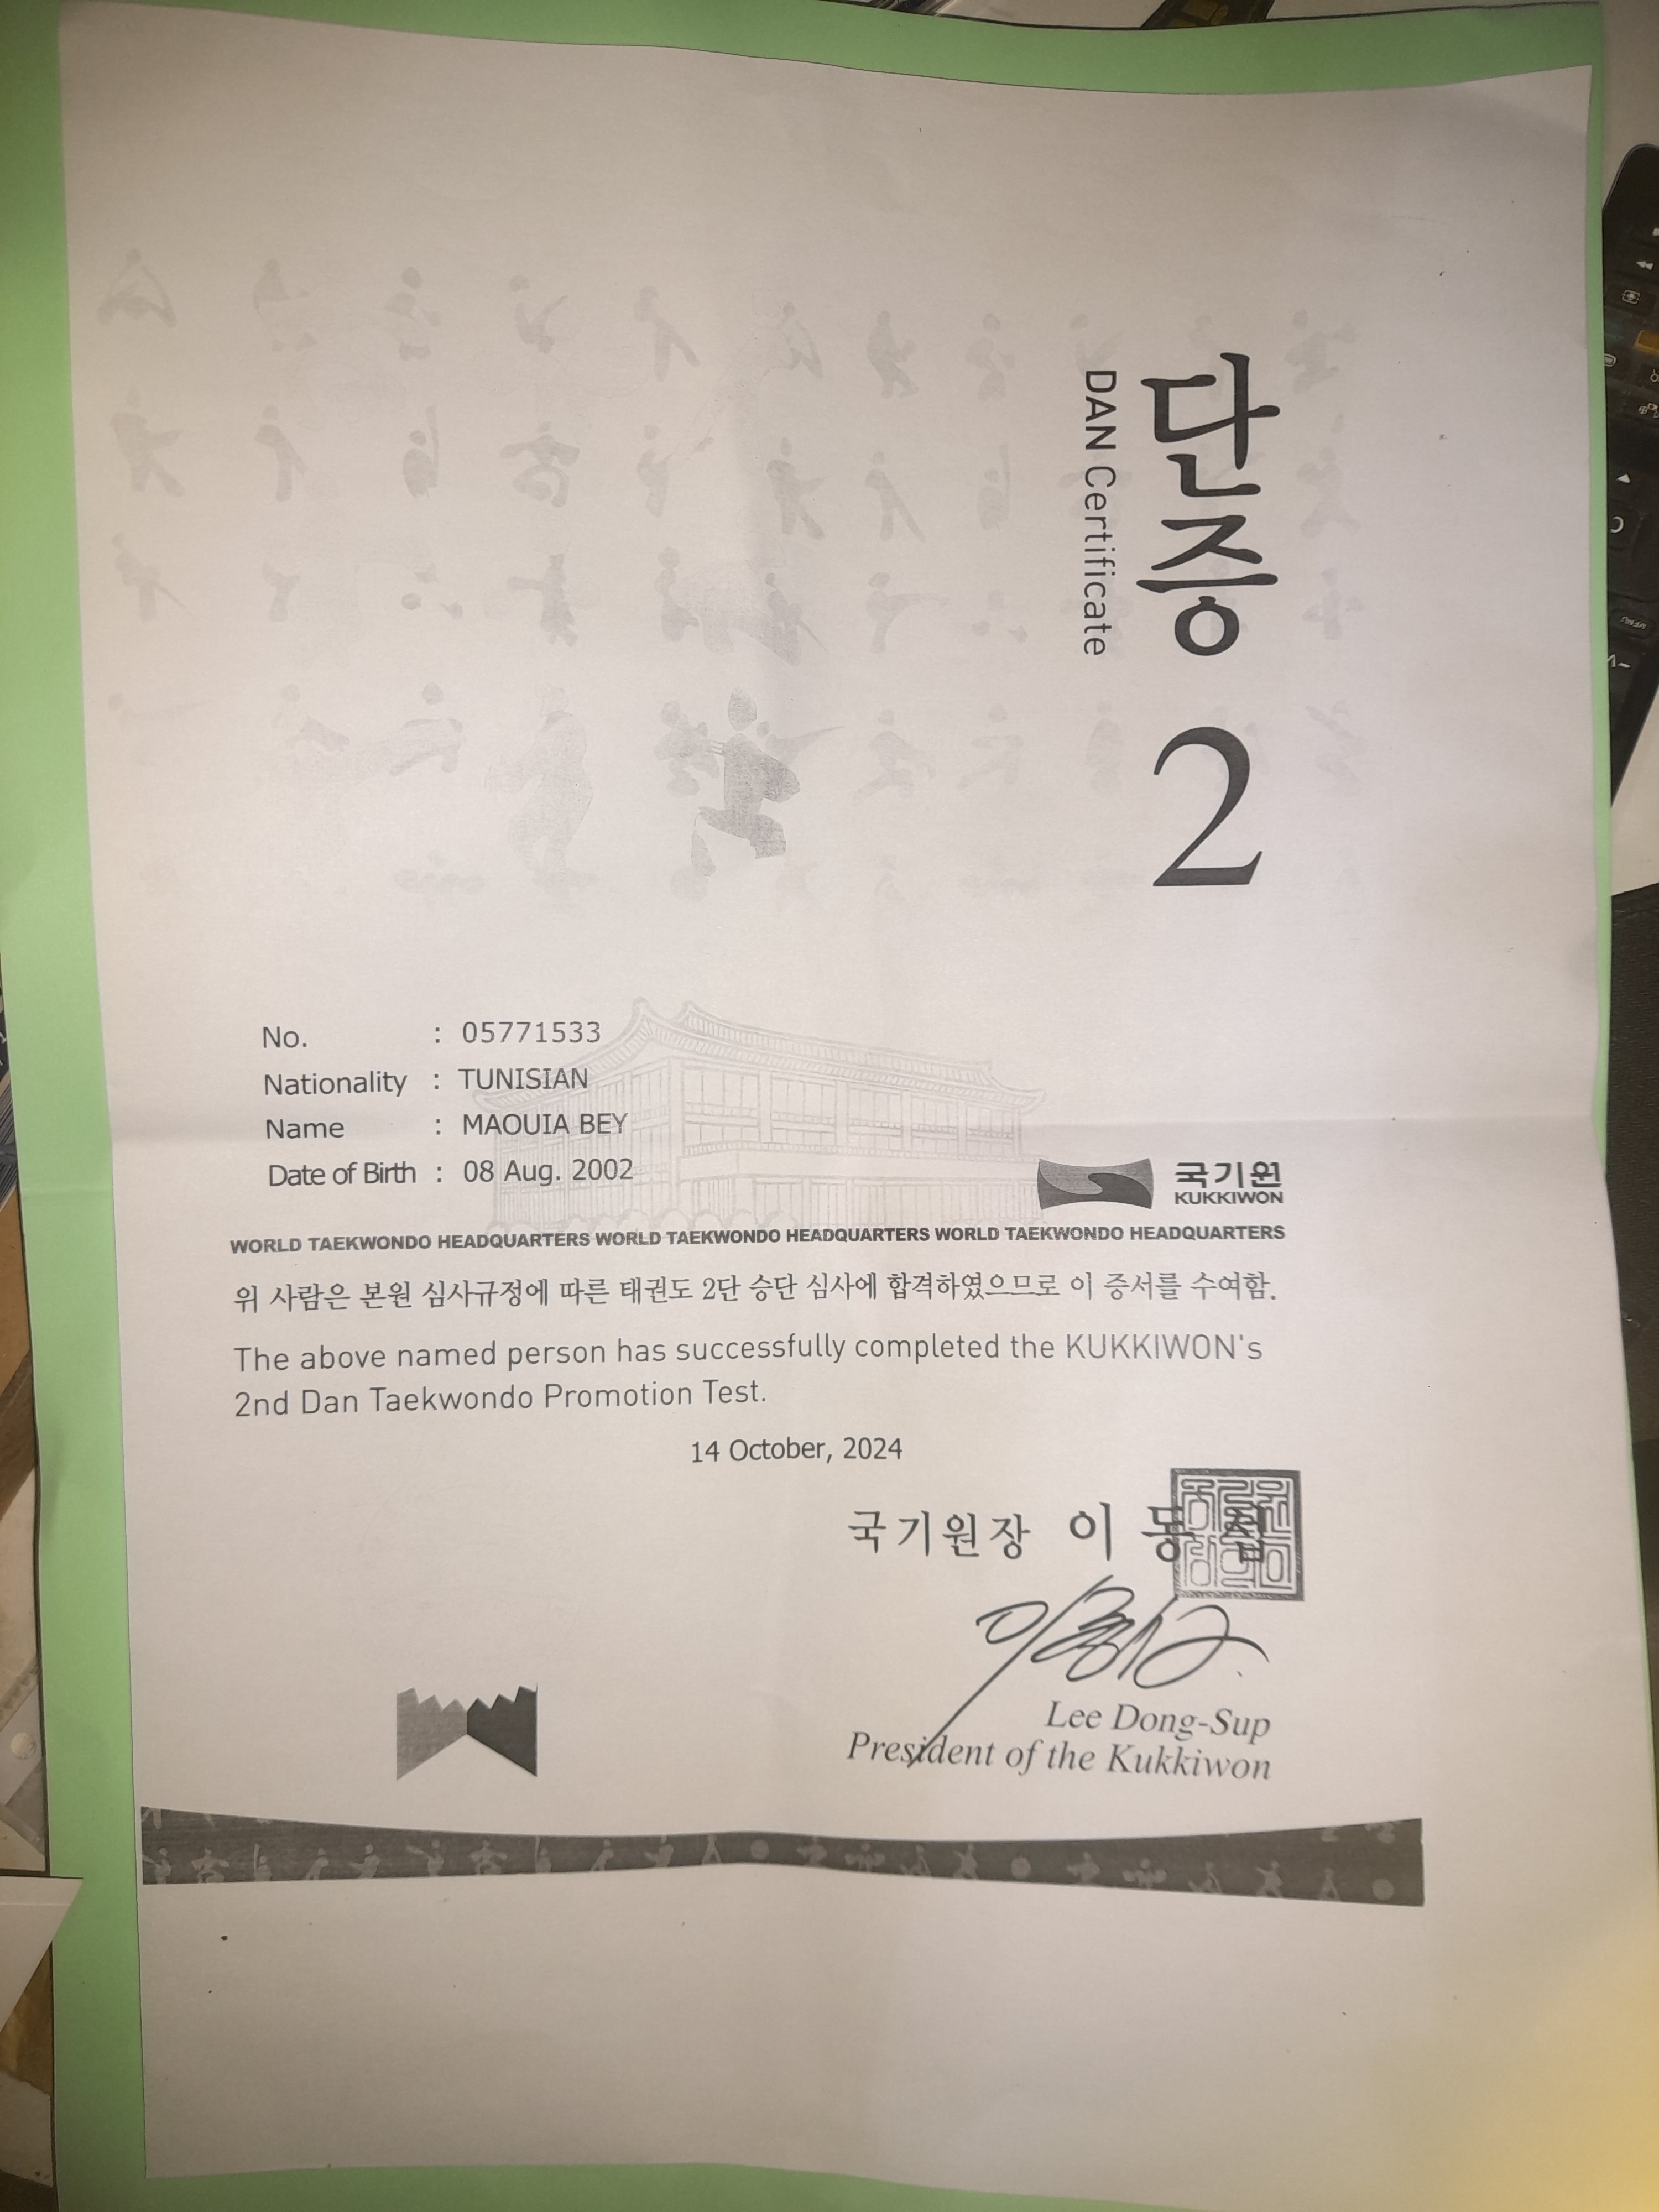 단증 2
DAN Certificate
No. : 05771533
Nationality : TUNISIAN
Name : MAOUIA BEY
Date of Birth : 08 Aug. 2002
국기원
KUKKIWON
WORLD TAEKWONDO HEADQUARTERS WORLD TAEKWONDO HEADQUARTERS WORLD TAEKWONDO HEADQUARTERS
위 사람은 본원 심사규정에 따른 태권도 2단 승단 심사에 합격하였으므로 이 증서를 수여함.
The above named person has successfully completed the KUKKIWON's
2nd Dan Taekwondo Promotion Test.
14 October, 2024
국기원장 이 동 섭
Lee Dong-Sup
President of the Kukkiwon